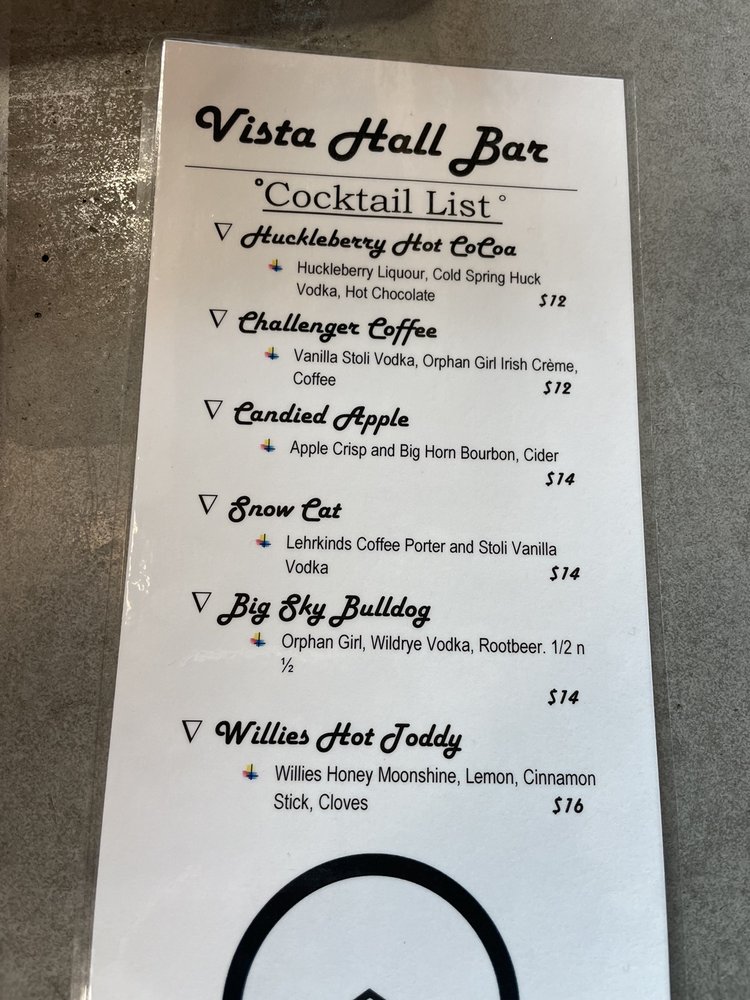 Vista Hall Bar
°Cocktail List°
▽ Huckleberry Hot CoCoa
Huckleberry Liquour, Cold Spring Huck
Vodka, Hot Chocolate $12
▽ Challenger Coffee
Vanilla Stoli Vodka, Orphan Girl Irish Crème,
Coffee $12
▽ Candied Apple
Apple Crisp and Big Horn Bourbon, Cider
$14
▽ Snow Cat
Lehrkinds Coffee Porter and Stoli Vanilla
Vodka $14
▽ Big Sky Bulldog
Orphan Girl, Wildrye Vodka, Rootbeer. 1/2 n
½
$14
▽ Willies Hot Toddy
Willies Honey Moonshine, Lemon, Cinnamon
Stick, Cloves $16